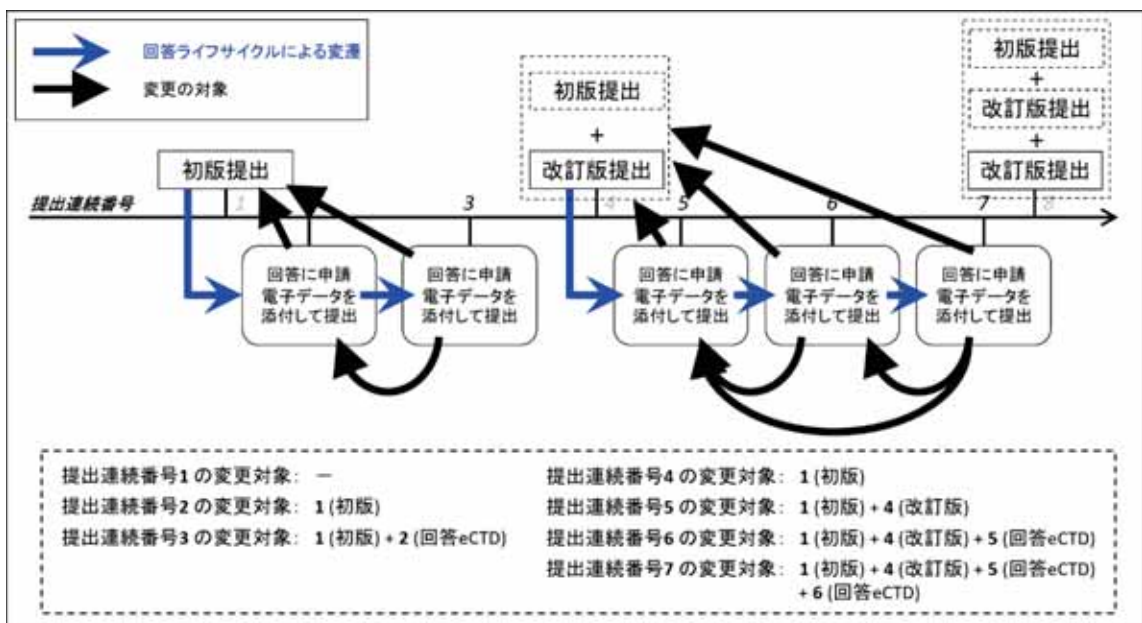 回答ライフサイクルによる変遷
変更の対象
初版提出
初版提出
+
改訂版提出
初版提出
+
改訂版提出
+
改訂版提出
提出連続番号
1
3
4
5
6
7
8
回答に申請
電子データを
添付して提出
回答に申請
電子データを
添付して提出
回答に申請
電子データを
添付して提出
回答に申請
電子データを
添付して提出
回答に申請
電子データを
添付して提出
提出連続番号1 の変更対象: －
提出連続番号2 の変更対象: 1 (初版)
提出連続番号3 の変更対象: 1 (初版) + 2 (回答eCTD)
提出連続番号4 の変更対象: 1 (初版)
提出連続番号5 の変更対象: 1 (初版) + 4 (改訂版)
提出連続番号6 の変更対象: 1 (初版) + 4 (改訂版) + 5 (回答eCTD)
提出連続番号7 の変更対象: 1 (初版) + 4 (改訂版) + 5 (回答eCTD)
+ 6 (回答eCTD)